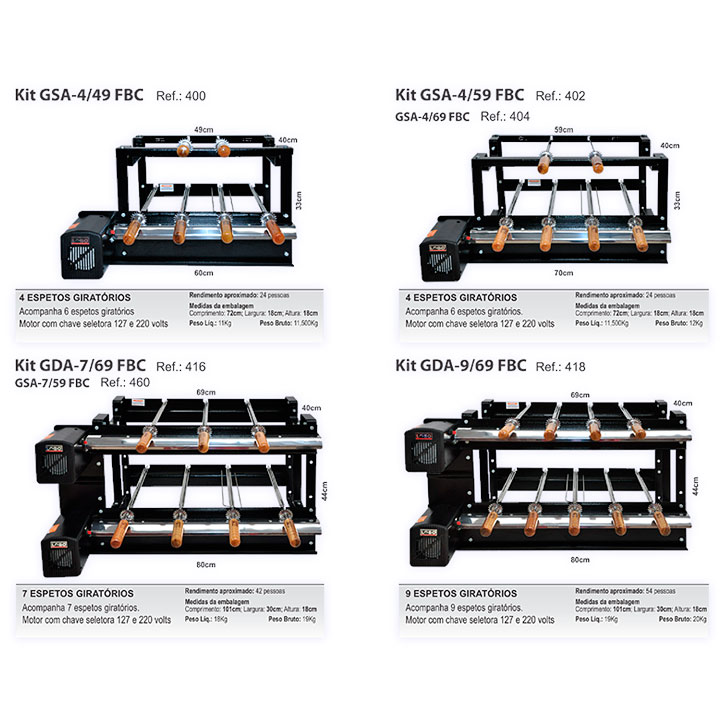 Kit GSA-4/49 FBC Ref.: 400
49cm
40cm
33cm
60cm
4 ESPETOS GIRATÓRIOS
Acompanha 6 espetos giratórios
Motor com chave seletora 127 e 220 volts
Rendimento aproximado: 24 pessoas
Medidas da embalagem
Comprimento: 72cm; Largura: 18cm; Altura: 18cm
Peso Líq.: 11Kg Peso Bruto: 11,500Kg
Kit GSA-4/59 FBC Ref.: 402
GSA-4/69 FBC Ref.: 404
59cm
40cm
33cm
70cm
4 ESPETOS GIRATÓRIOS
Acompanha 6 espetos giratórios.
Motor com chave seletora 127 e 220 volts
Rendimento aproximado: 24 pessoas
Medidas da embalagem
Comprimento: 72cm; Largura: 18cm; Altura: 18cm
Peso Líq.: 11,500Kg Peso Bruto: 12Kg
Kit GDA-7/69 FBC Ref.: 416
GSA-7/59 FBC Ref.: 460
69cm
40cm
44cm
80cm
7 ESPETOS GIRATÓRIOS
Acompanha 7 espetos giratórios.
Motor com chave seletora 127 e 220 volts
Rendimento aproximado: 42 pessoas
Medidas da embalagem
Comprimento: 101cm; Largura: 30cm; Altura: 18cm
Peso Líq.: 18Kg Peso Bruto: 19Kg
Kit GDA-9/69 FBC Ref.: 418
69cm
40cm
44cm
80cm
9 ESPETOS GIRATÓRIOS
Acompanha 9 espetos giratórios.
Motor com chave seletora 127 e 220 volts
Rendimento aproximado: 54 pessoas
Medidas da embalagem
Comprimento: 101cm; Largura: 30cm; Altura: 18cm
Peso Líq.: 19Kg Peso Bruto: 20Kg